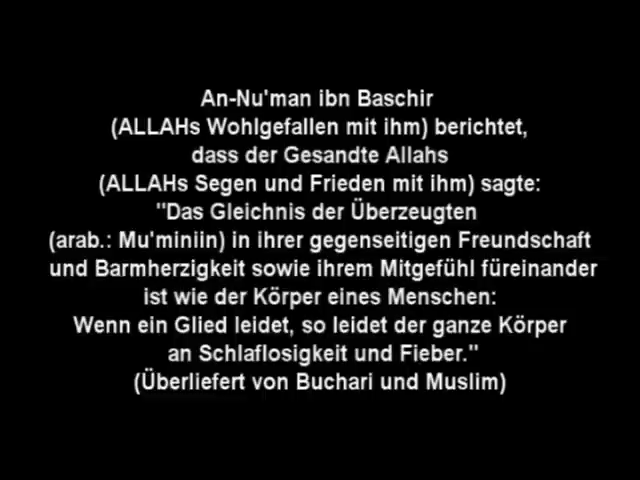 An-Nu'man ibn Baschir
(ALLAHs Wohlgefallen mit ihm) berichtet,
dass der Gesandte Allahs
(ALLAHs Segen und Frieden mit ihm) sagte:
"Das Gleichnis der Überzeugten
(arab.: Mu'miniin) in ihrer gegenseitigen Freundschaft
und Barmherzigkeit sowie ihrem Mitgefühl füreinander
ist wie der Körper eines Menschen:
Wenn ein Glied leidet, so leidet der ganze Körper
an Schlaflosigkeit und Fieber."
(Überliefert von Buchari und Muslim)